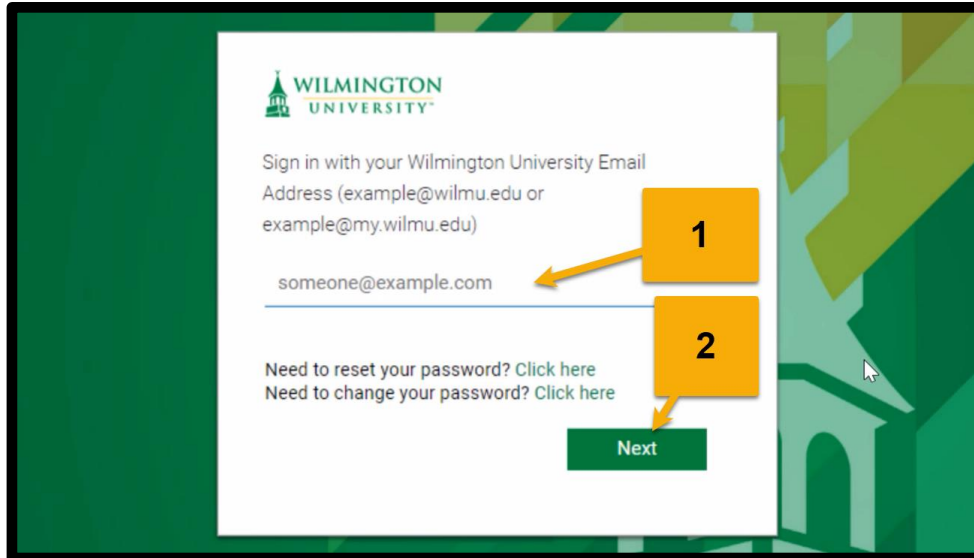 WILMINGTON
UNIVERSITY
Sign in with your Wilmington University Email
Address (example@wilmu.edu or
example@my.wilmu.edu)
1
someone@example.com
2
Need to reset your password? Click here
Need to change your password? Click here
Next